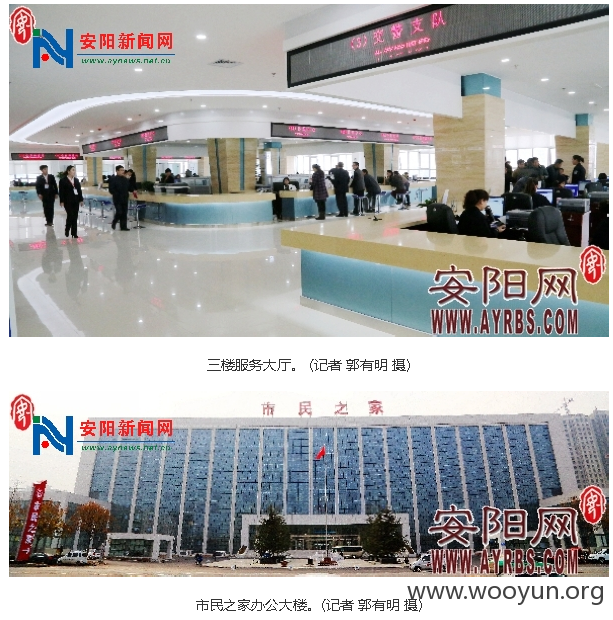 安阳新闻网
www.aynews.net.cn
(5)交警支队
安阳网
WWW.AYRBS.COM
三楼服务大厅。(记者 郭有明 摄)
市民之家
安阳新闻网
www.aynews.net.cn
安阳网
WWW.AYRBS.COM
www.wooyun.org
市民之家办公大楼。(记者 郭有明 摄)